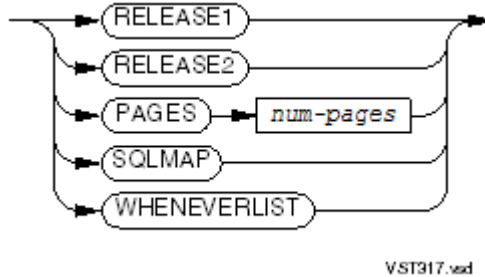 RELEASE1
RELEASE2
PAGES num-pages
SQLMAP
WHENEVERLIST
VST317.vsd